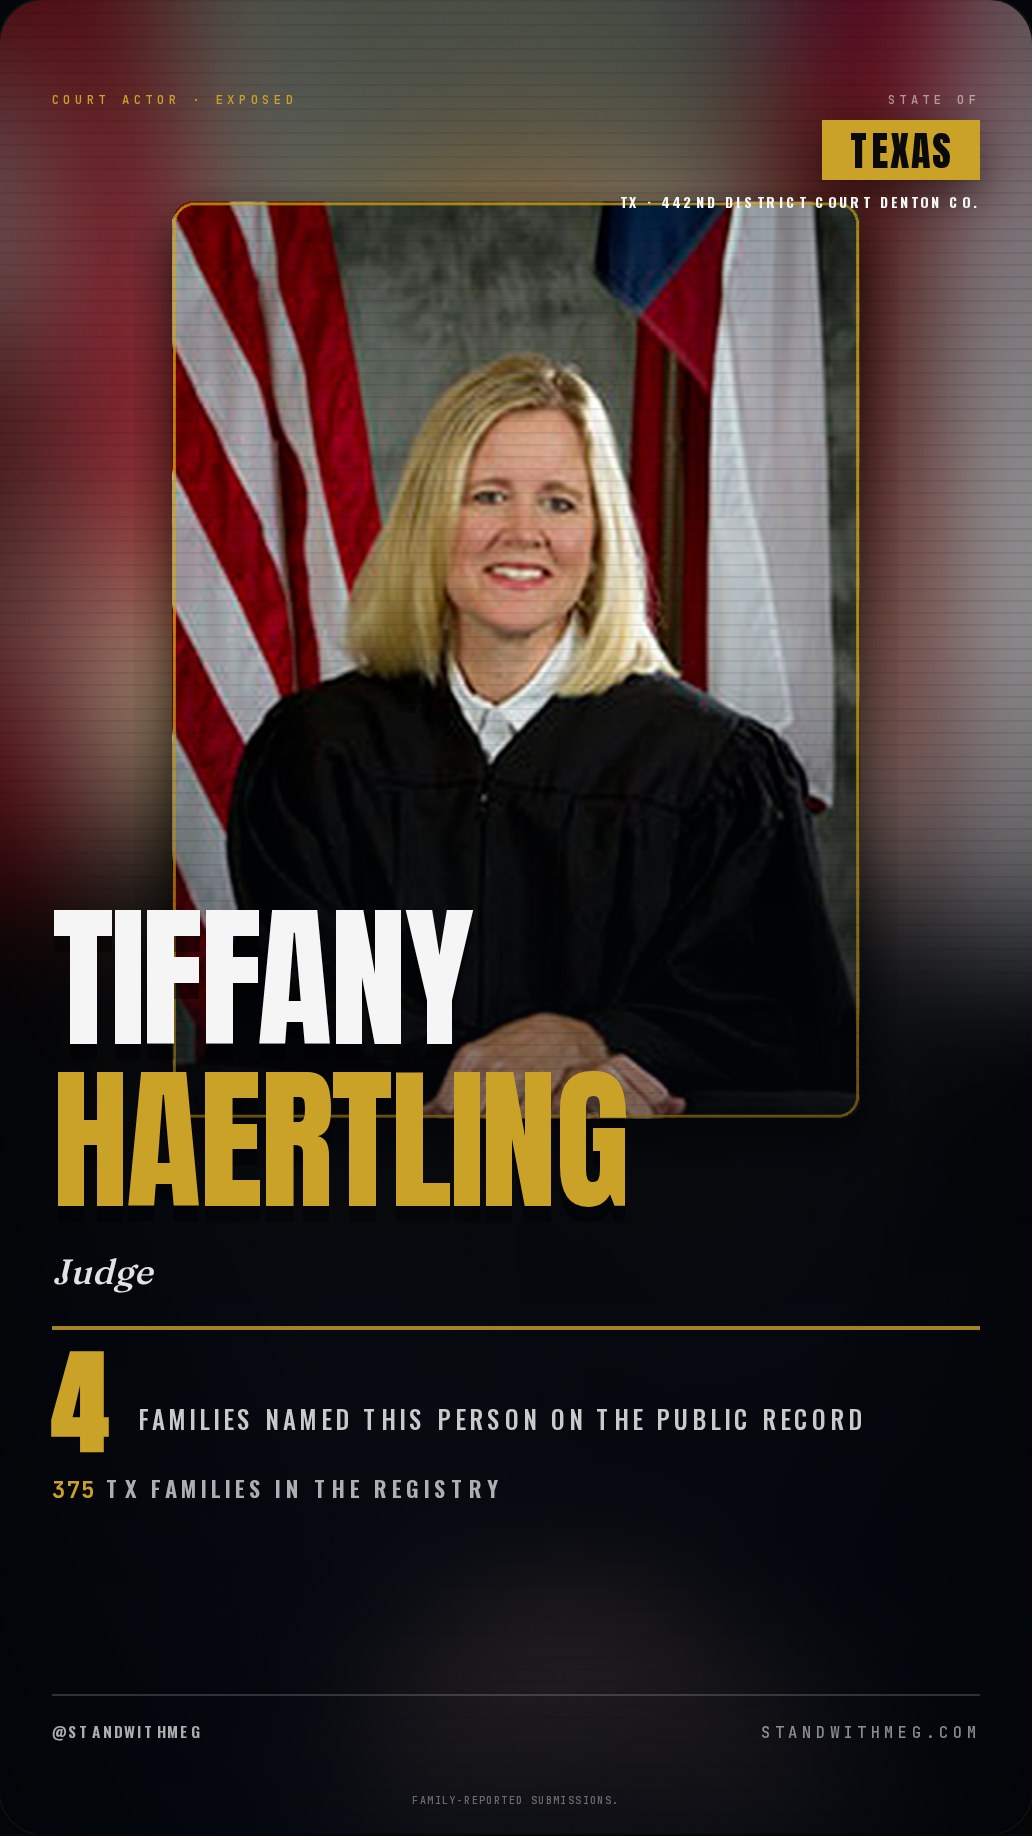 COURT ACTOR · EXPOSED
STATE OF
TEXAS
TX · 442ND DISTRICT COURT DENTON CO.
TIFFANY
HAERTLING
Judge
4 FAMILIES NAMED THIS PERSON ON THE PUBLIC RECORD
375 TX FAMILIES IN THE REGISTRY
@STANDWITHMEG
STANDWITHMEG.COM
FAMILY-REPORTED SUBMISSIONS.